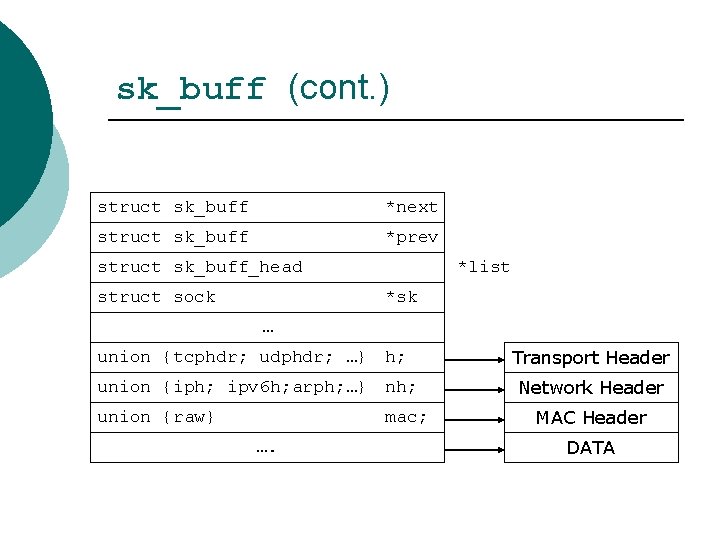 sk_buff (cont. )
struct sk_buff *next
struct sk_buff *prev
struct sk_buff_head *list
struct sock *sk
…
union {tcphdr; udphdr; …} h; Transport Header
union {iph; ipv6h; arph; …} nh; Network Header
union {raw} mac; MAC Header
…. DATA